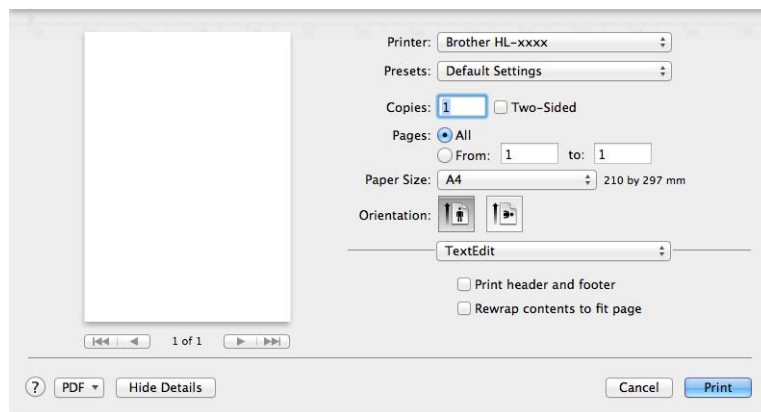 Printer: Brother HL-xxxx
Presets: Default Settings
Copies: 1 Two-Sided
Pages: All
From: 1 to: 1
Paper Size: A4 210 by 297 mm
Orientation:
TextEdit
Print header and footer
Rewrap contents to fit page
1 of 1
? PDF Hide Details Cancel Print